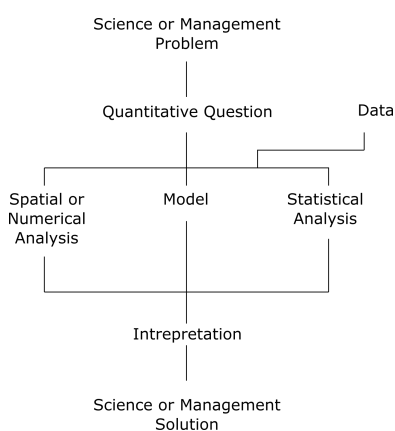 Science or Management
Problem
Quantitative Question
Data
Spatial or
Numerical
Analysis
Model
Statistical
Analysis
Intrepretation
Science or Management
Solution